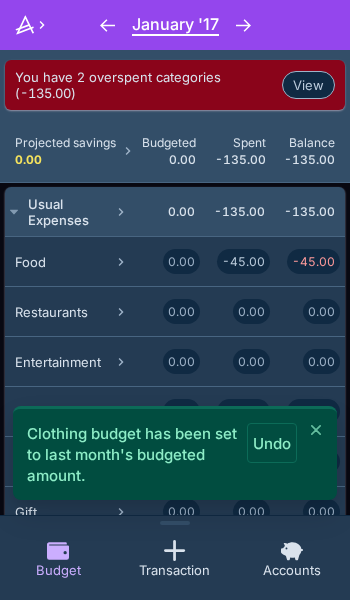 January '17
You have 2 overspent categories
(-135.00)
View
Projected savings Budgeted Spent Balance
0.00 0.00 -135.00 -135.00
Usual
Expenses 0.00 -135.00 -135.00
Food 0.00 -45.00 -45.00
Restaurants 0.00 0.00 0.00
Entertainment 0.00 0.00 0.00
Clothing budget has been set
to last month's budgeted
amount.
Undo
Gift 0.00 0.00 0.00
Budget Transaction Accounts